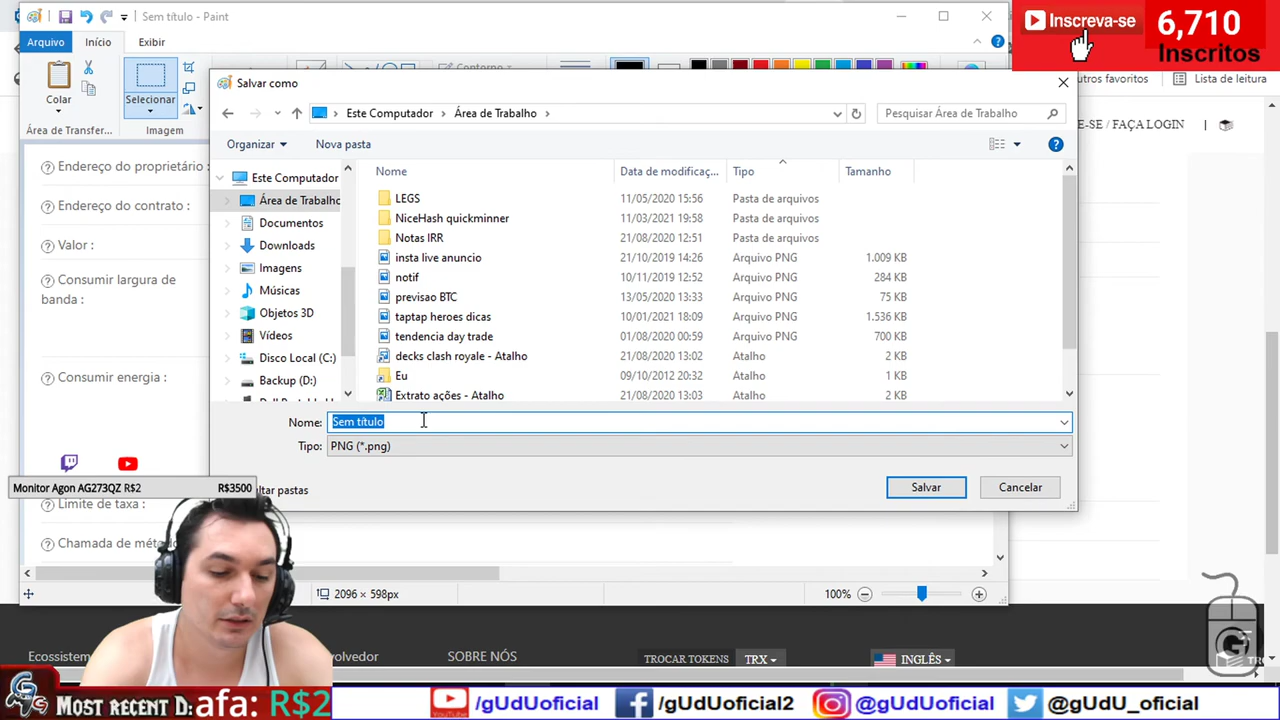 Sem título - Paint
Inscreva-se
6,710
Inscritos
Arquivo Início Exibir
Colar
Selecionar
Contorno
Área de Transfer...
Imagem
utros favoritos
Lista de leitura
E-SE / FAÇA LOGIN
Salvar como
Este Computador Área de Trabalho
Pesquisar Área de Trabalho
Organizar
Nova pasta
Este Computador
Área de Trabalho
Documentos
Downloads
Imagens
Músicas
Objetos 3D
Vídeos
Disco Local (C:)
Backup (D:)
Nome Data de modificaç... Tipo Tamanho
LEGS 11/05/2020 15:56 Pasta de arquivos
NiceHash quickminner 11/03/2021 19:58 Pasta de arquivos
Notas IRR 21/08/2020 12:51 Pasta de arquivos
insta live anuncio 21/10/2019 14:26 Arquivo PNG 1.009 KB
notif 10/11/2019 12:52 Arquivo PNG 284 KB
previsao BTC 13/05/2020 13:33 Arquivo PNG 75 KB
taptap heroes dicas 10/01/2021 18:09 Arquivo PNG 1.536 KB
tendencia day trade 01/08/2020 00:59 Arquivo PNG 700 KB
decks clash royale - Atalho 21/08/2020 13:02 Atalho 2 KB
Eu 09/10/2012 20:32 Atalho 1 KB
Extrato ações - Atalho 21/08/2020 13:03 Atalho 2 KB
Nome: Sem título
Tipo: PNG (*.png)
ltar pastas
Salvar
Cancelar
Endereço do proprietário :
Endereço do contrato :
Valor :
Consumir largura de
banda :
Consumir energia :
Monitor Agon AG273QZ R$2 R$3500
Limite de taxa :
Chamada de méto
2096 × 598px
100%
Ecossistem
volvedor
SOBRE NÓS
TROCAR TOKENS
TRX
INGLÊS
G
TRO
Most recent D: afa: R$2
YouTube
/gUdUoficial
/gUdUoficial2
@gUdUoficial
@gUdU_oficial